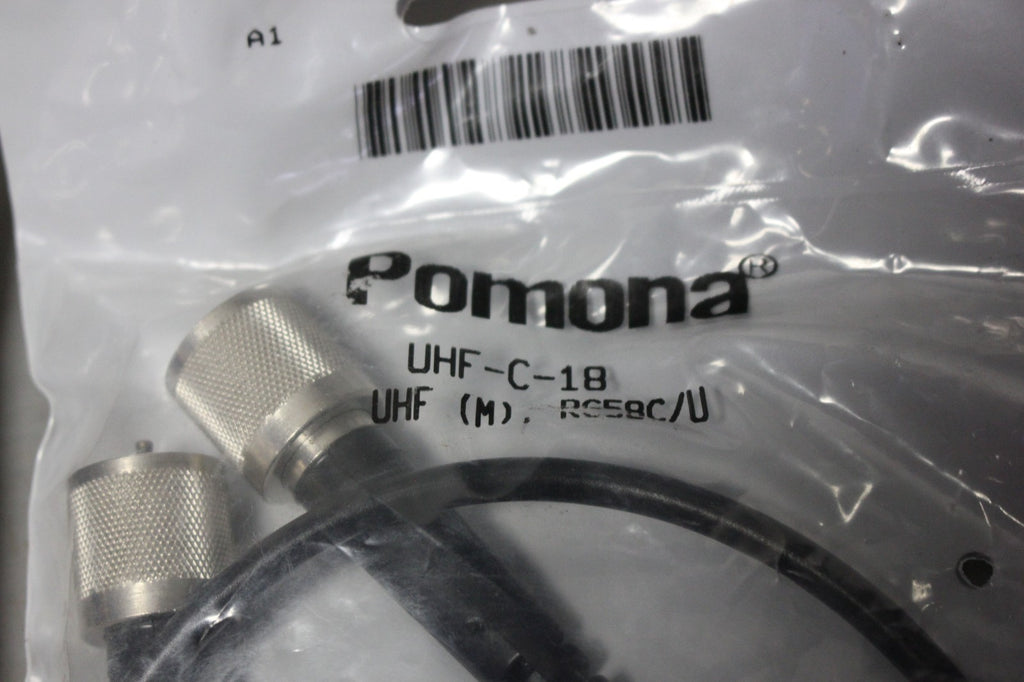 A1
Pomona®
UHF-C-18
UHF (M), RG58C/U